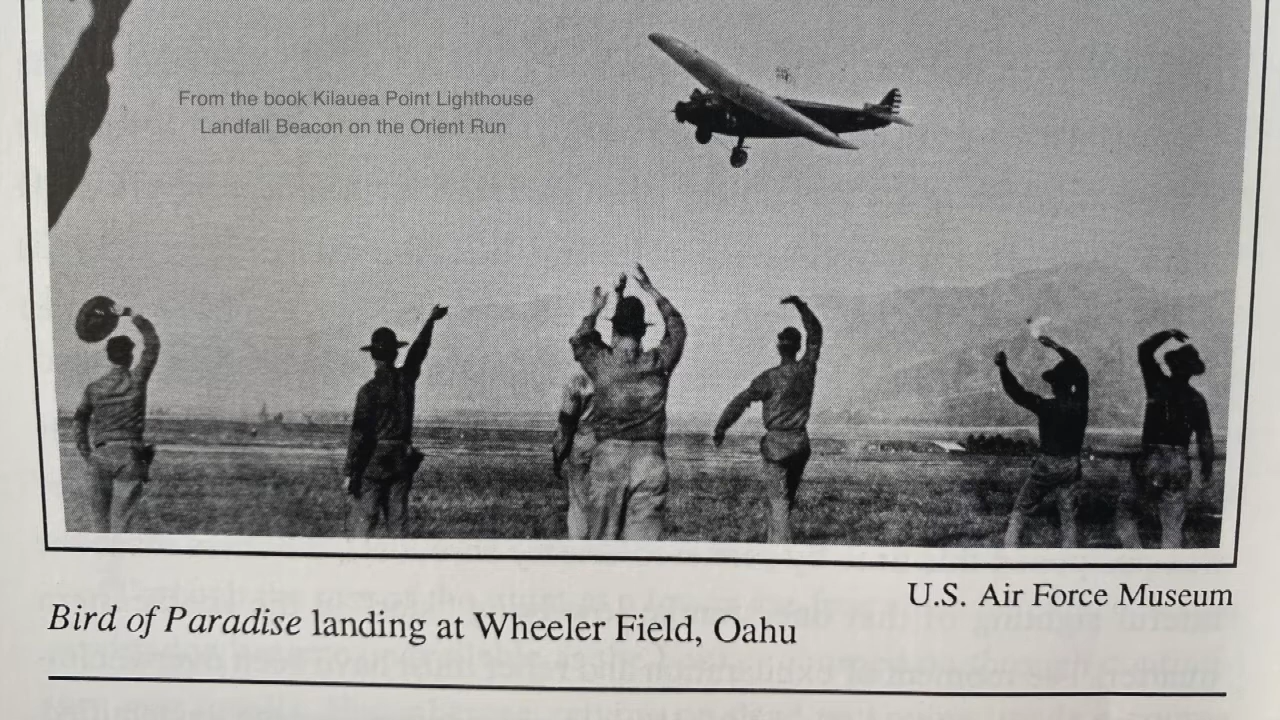 From the book Kilauea Point Lighthouse
Landfall Beacon on the Orient Run
U.S. Air Force Museum
Bird of Paradise landing at Wheeler Field, Oahu